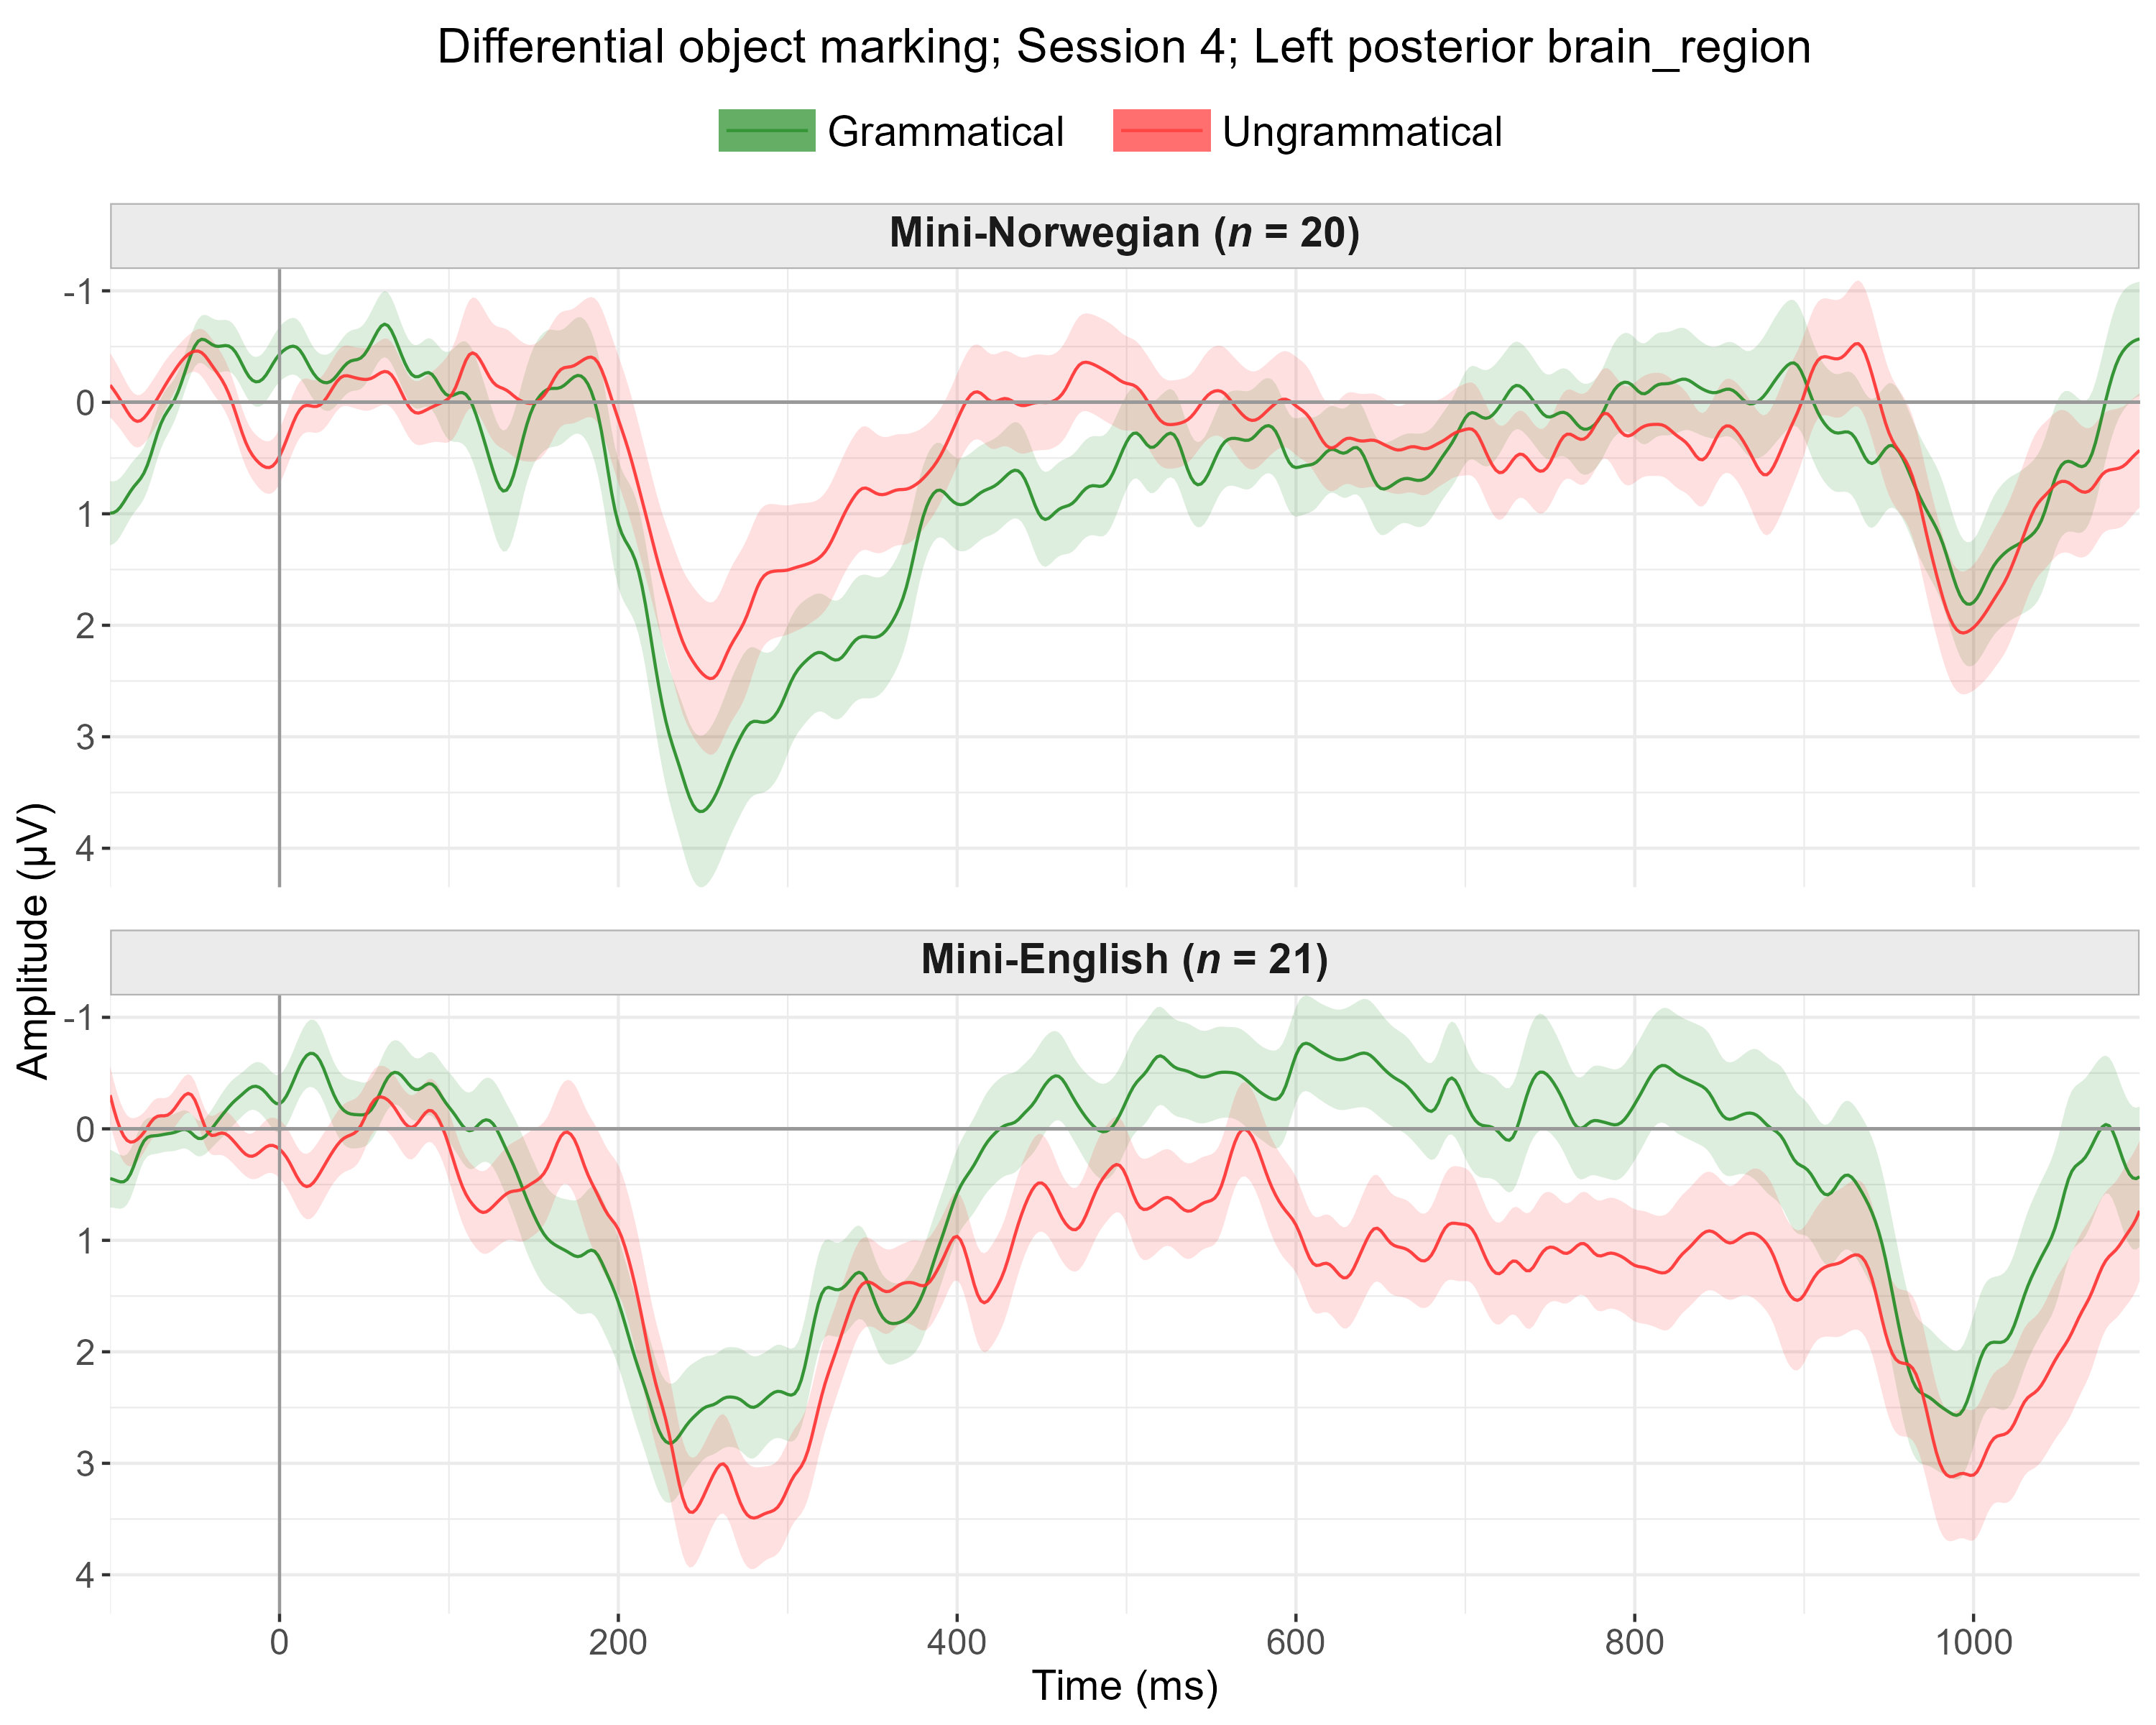 Differential object marking; Session 4; Left posterior brain_region
Grammatical Ungrammatical
Mini-Norwegian (n = 20)
-1
0
1
2
3
4
Amplitude (µV)
Mini-English (n = 21)
-1
0
1
2
3
4
0 200 400 600 800 1000
Time (ms)